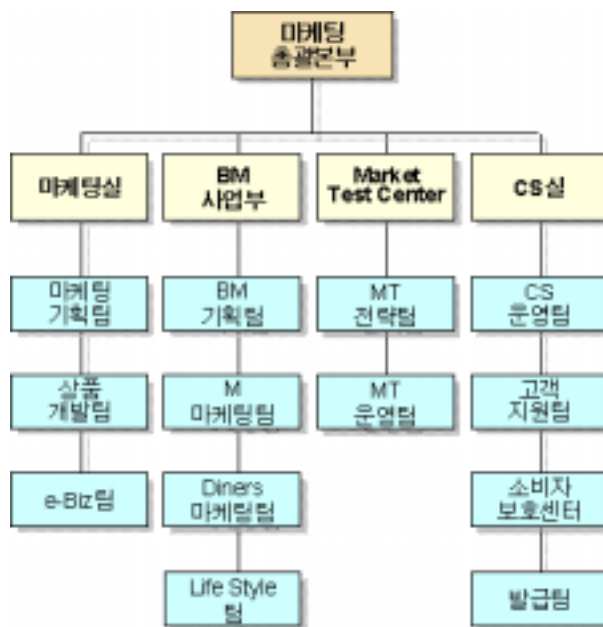 마케팅
총괄본부
마케팅실
BM
사업부
Market
Test Center
CS실
마케팅
기획팀
BM
기획팀
MT
전략팀
CS
운영팀
상품
개발팀
M
마케팅팀
MT
운영팀
고객
지원팀
e-Biz팀
Diners
마케팅팀
소비자
보호센터
Life Style
팀
발급팀